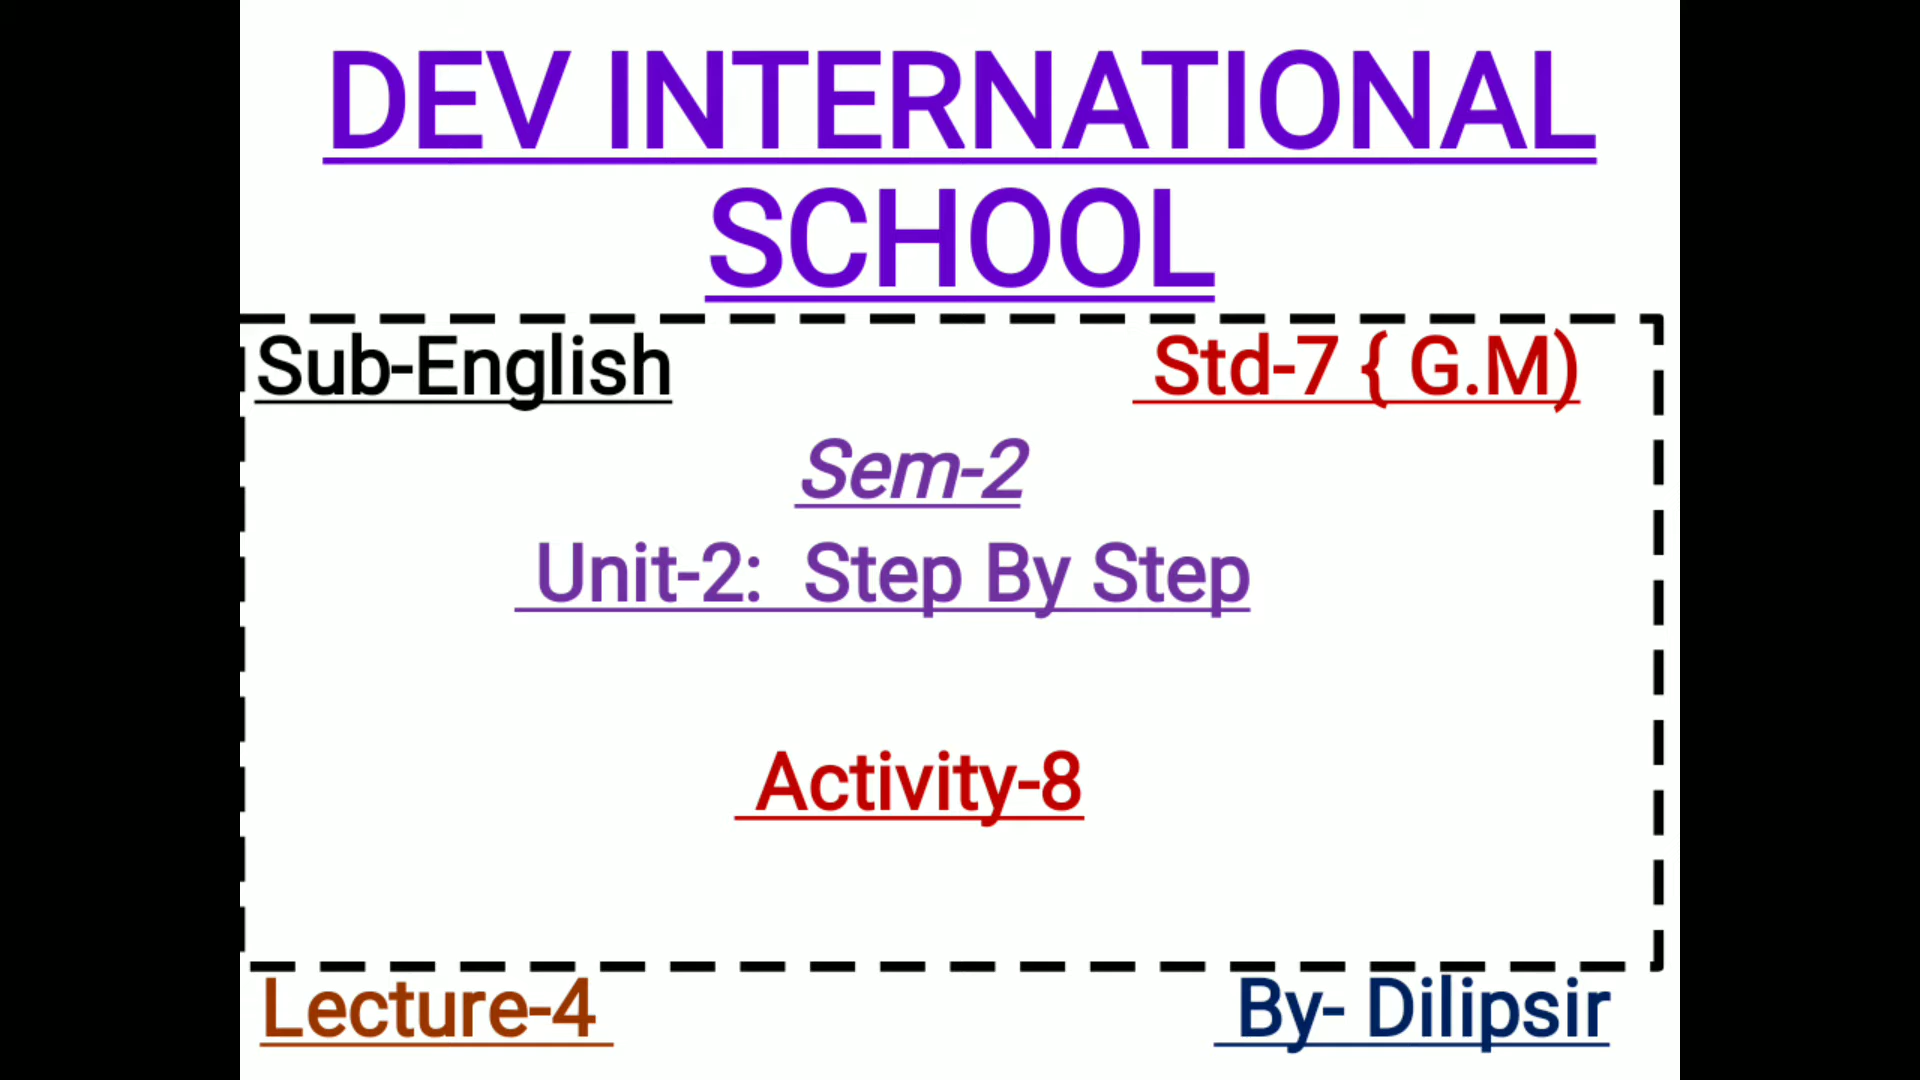 DEV INTERNATIONAL
SCHOOL
Sub-English Std-7 { G.M)
Sem-2
Unit-2: Step By Step
Activity-8
Lecture-4 By- Dilipsir